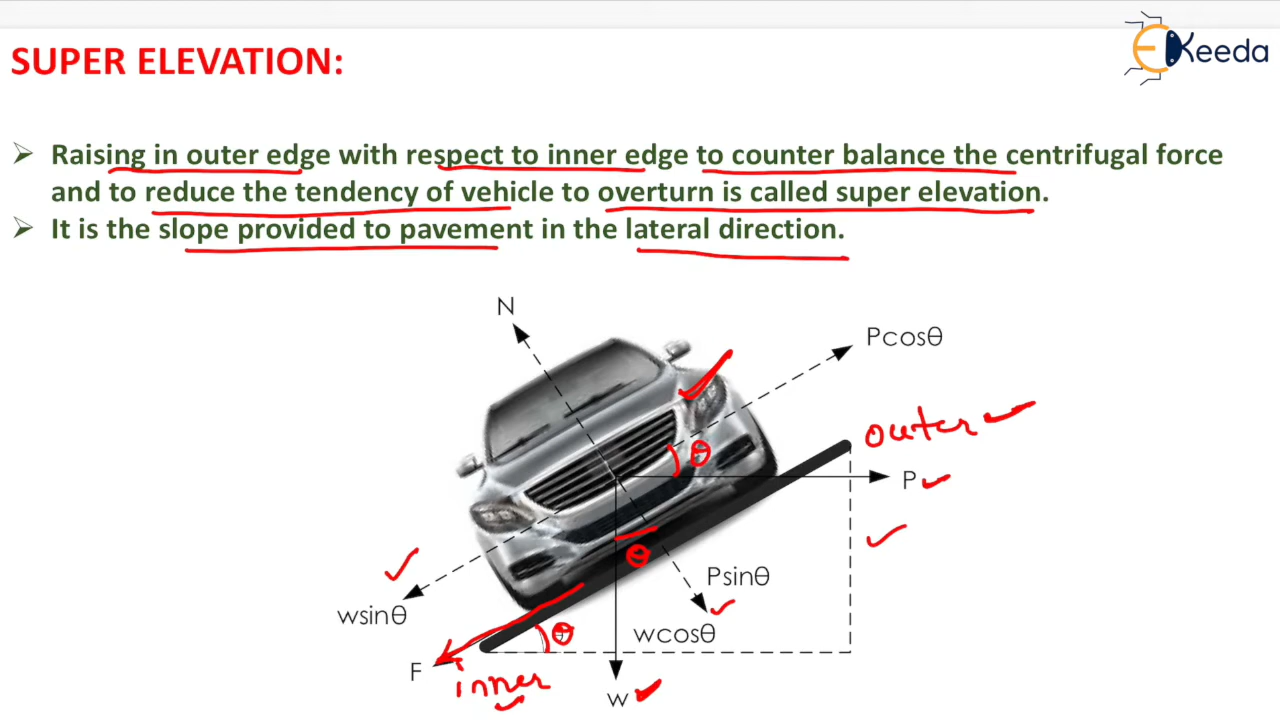 SUPER ELEVATION:
EKeeda
➢ Raising in outer edge with respect to inner edge to counter balance the centrifugal force
and to reduce the tendency of vehicle to overturn is called super elevation.
➢ It is the slope provided to pavement in the lateral direction.
N
Pcosθ
outer
θ
P
θ
Psinθ
wsinθ
wcosθ
θ
F
inner
w